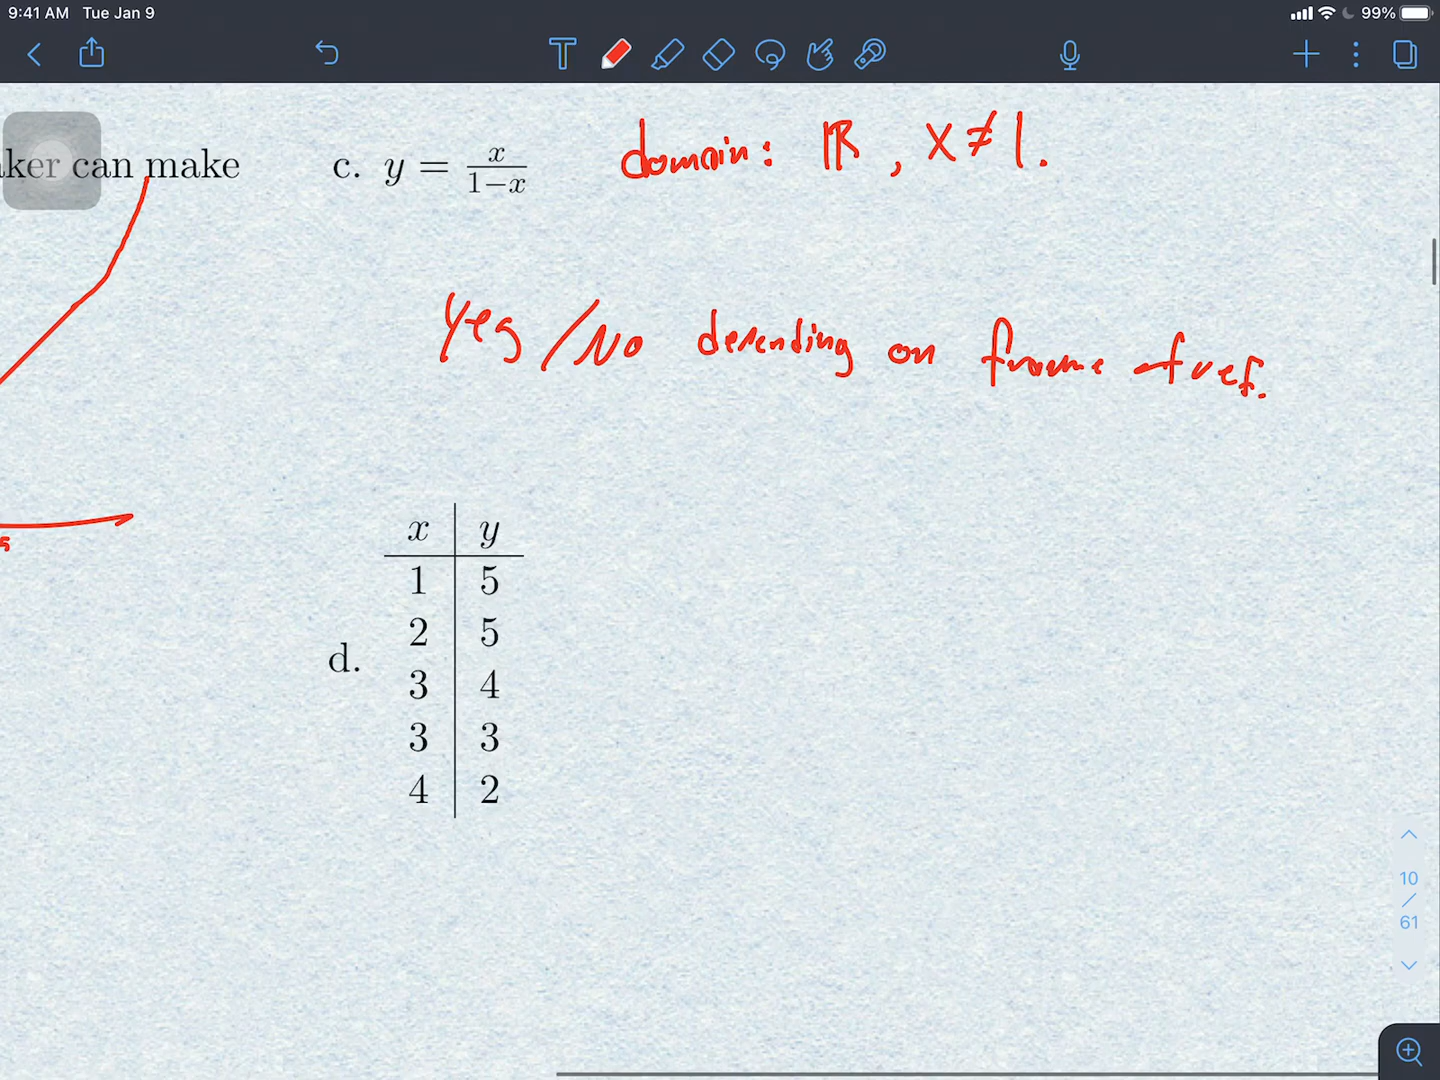 9:41 AM Tue Jan 9
99%
ker can make
c. y = x/(1−x)
domain: ℝ , x ≠ 1.
Yes / No depending on frame of ref.
s
x y
1 5
2 5
d.
3 4
3 3
4 2
10
/
61